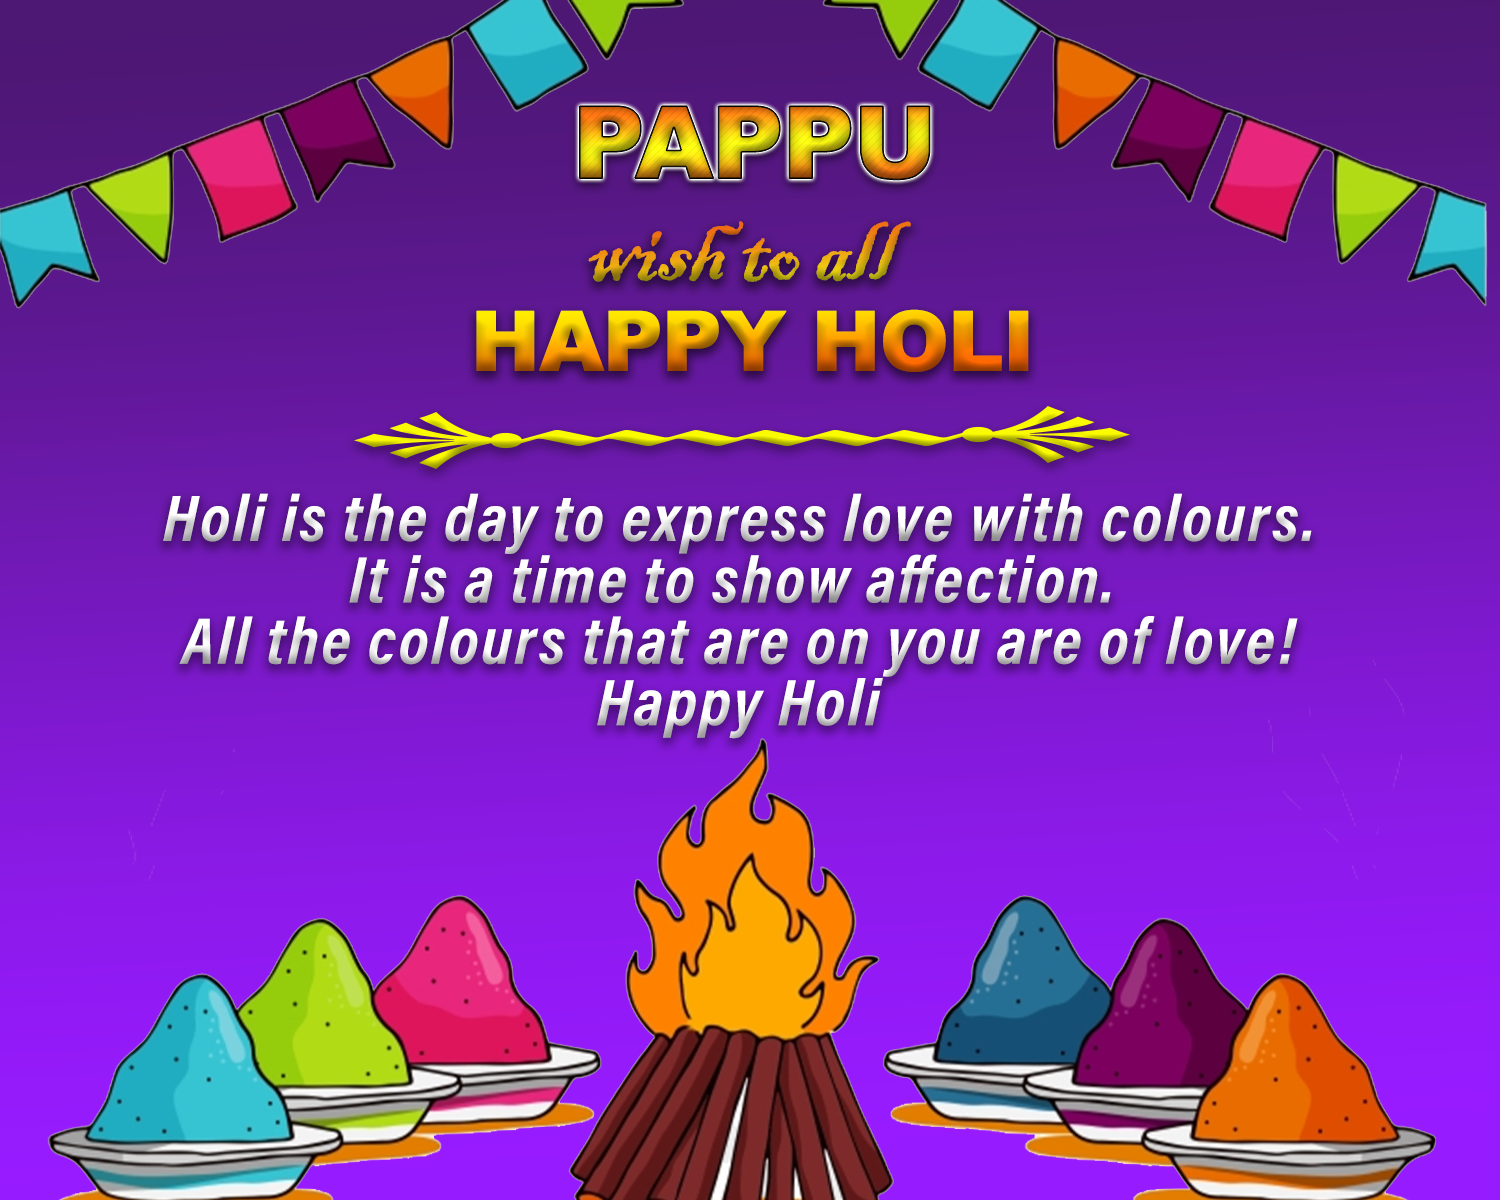 PAPPU
wish to all
HAPPY HOLI
Holi is the day to express love with colours.
It is a time to show affection.
All the colours that are on you are of love!
Happy Holi